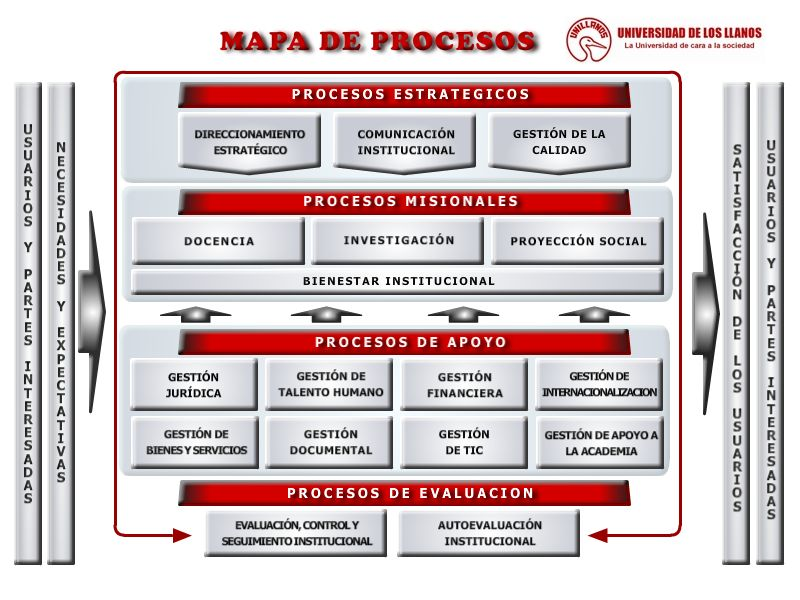 MAPA DE PROCESOS
UNILLANOS
UNIVERSIDAD DE LOS LLANOS
La Universidad de cara a la sociedad
USUARIOS Y PARTES INTERESADAS
NECESIDADES Y EXPECTATIVAS
PROCESOS ESTRATEGICOS
DIRECCIONAMIENTO
ESTRATÉGICO
COMUNICACIÓN
INSTITUCIONAL
GESTIÓN DE LA
CALIDAD
PROCESOS MISIONALES
DOCENCIA
INVESTIGACIÓN
PROYECCIÓN SOCIAL
BIENESTAR INSTITUCIONAL
PROCESOS DE APOYO
GESTIÓN
JURÍDICA
GESTIÓN DE
TALENTO HUMANO
GESTIÓN
FINANCIERA
GESTIÓN DE
INTERNACIONALIZACION
GESTIÓN DE
BIENES Y SERVICIOS
GESTIÓN
DOCUMENTAL
GESTIÓN
DE TIC
GESTIÓN DE APOYO A
LA ACADEMIA
PROCESOS DE EVALUACION
EVALUACIÓN, CONTROL Y
SEGUIMIENTO INSTITUCIONAL
AUTOEVALUACIÓN
INSTITUCIONAL
SATISFACCIÓN DE LOS USUARIOS
USUARIOS Y PARTES INTERESADAS